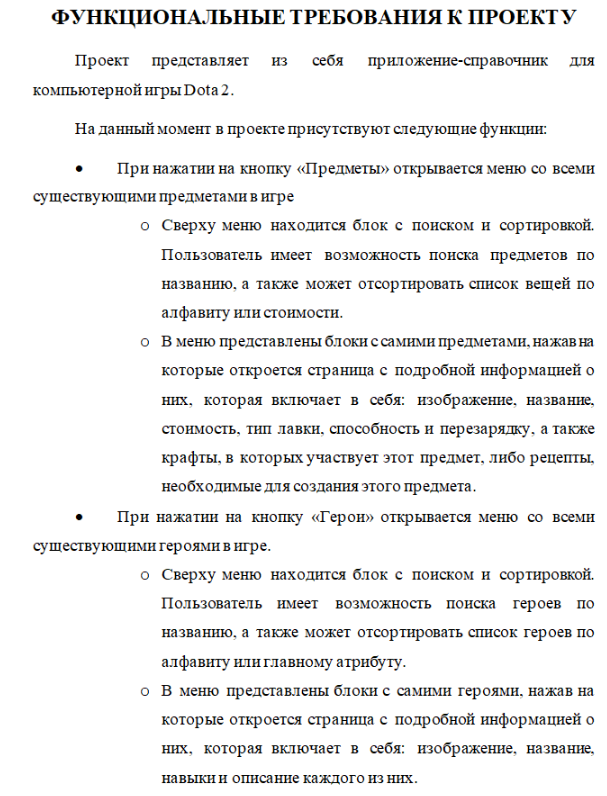 ФУНКЦИОНАЛЬНЫЕ ТРЕБОВАНИЯ К ПРОЕКТУ
Проект представляет из себя приложение-справочник для
компьютерной игры Dota 2.
На данный момент в проекте присутствуют следующие функции:
• При нажатии на кнопку «Предметы» открывается меню со всеми
существующими предметами в игре
o Сверху меню находится блок с поиском и сортировкой.
Пользователь имеет возможность поиска предметов по
названию, а также может отсортировать список вещей по
алфавиту или стоимости.
o В меню представлены блоки с самими предметами, нажав на
которые откроется страница с подробной информацией о
них, которая включает в себя: изображение, название,
стоимость, тип лавки, способность и перезарядку, а также
крафты, в которых участвует этот предмет, либо рецепты,
необходимые для создания этого предмета.
• При нажатии на кнопку «Герои» открывается меню со всеми
существующими героями в игре.
o Сверху меню находится блок с поиском и сортировкой.
Пользователь имеет возможность поиска героев по
названию, а также может отсортировать список героев по
алфавиту или главному атрибуту.
o В меню представлены блоки с самими героями, нажав на
которые откроется страница с подробной информацией о
них, которая включает в себя: изображение, название,
навыки и описание каждого из них.